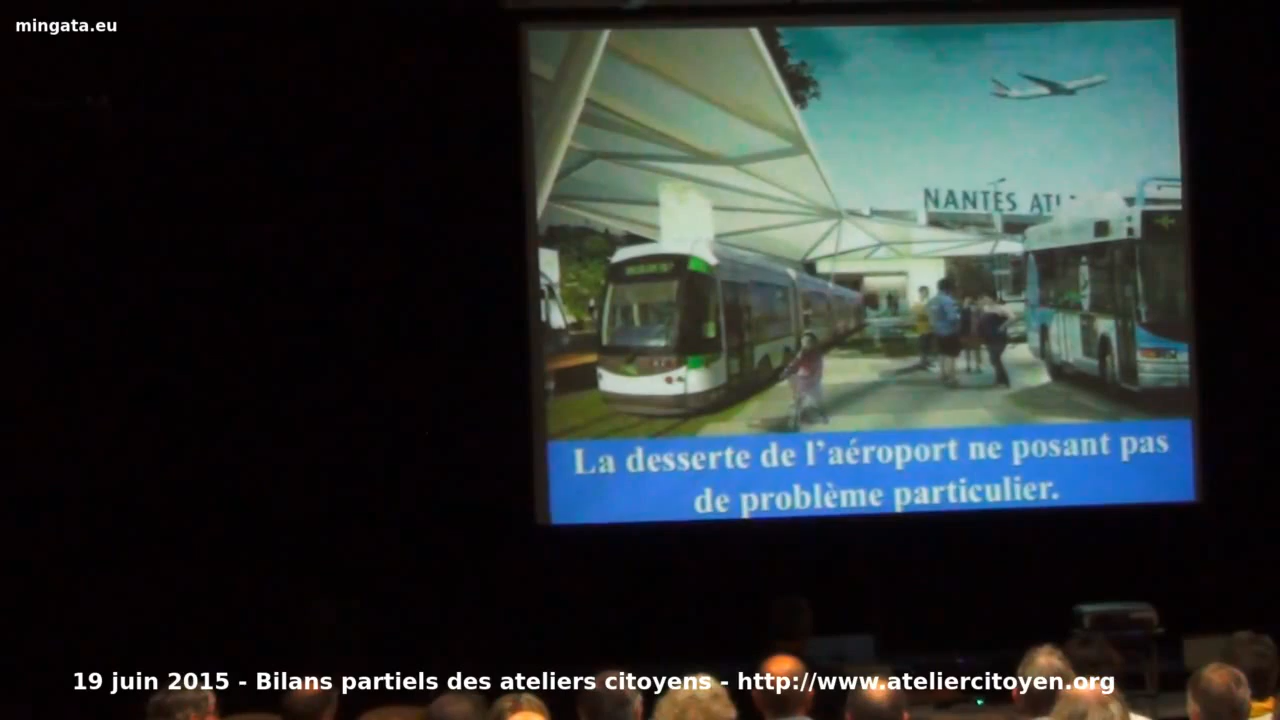 mingata.eu
NANTES
La desserte de l’aéroport ne posant pas
de problème particulier.
19 juin 2015 - Bilans partiels des ateliers citoyens - http://www.ateliercitoyen.org